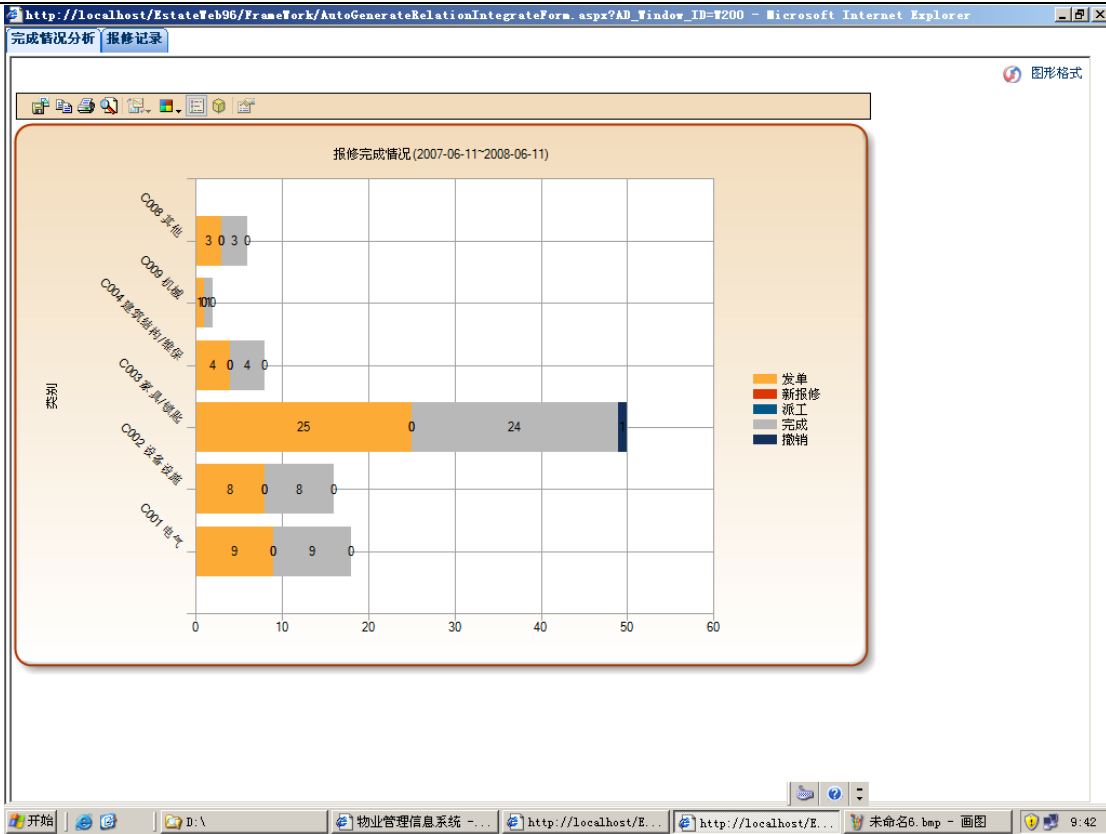 http://localhost/EstateWeb96/FrameWork/AutoGenerateRelationIntegrateForm.aspx?AD_Window_ID=W200 - Microsoft Internet Explorer
完成情况分析 报修记录
图形格式
报修完成情况(2007-06-11~2008-06-11)
C008 其他
3 0 3 0
C009 机械
1 0 1 0
C004 建筑结构/维保
4 0 4 0
C003 家具/锁匙
25 0 24 1
C002 设备设施
8 0 8 0
C001 电气
9 0 9 0
类别
0 10 20 30 40 50 60
发单
新报修
派工
完成
撤销
开始 D:\ 物业管理信息系统 -... http://localhost/E... http://localhost/E... 未命名6.bmp - 画图 9:42